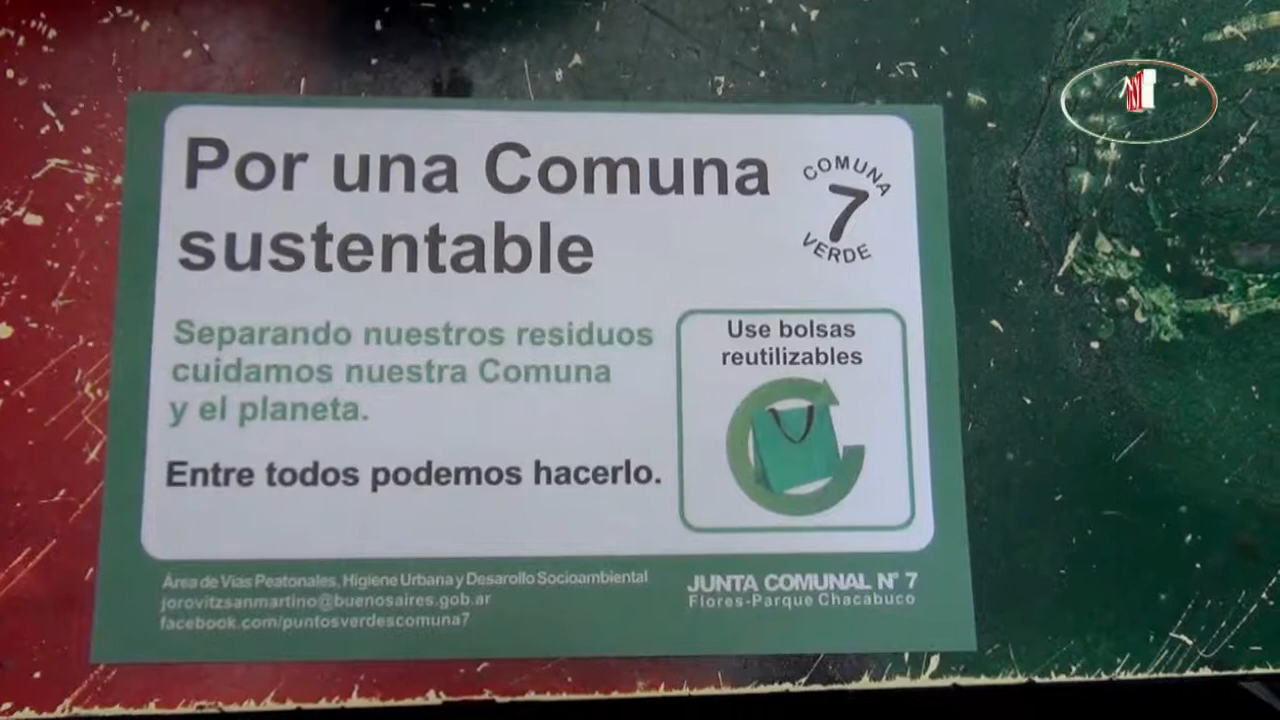 Por una Comuna
sustentable
COMUNA
7
VERDE
Separando nuestros residuos
cuidamos nuestra Comuna
y el planeta.
Entre todos podemos hacerlo.
Use bolsas
reutilizables
Área de Vías Peatonales, Higiene Urbana y Desarollo Socioambiental
jorovitzsanmartino@buenosaires.gob.ar
facebook.com/puntosverdescomuna7
JUNTA COMUNAL Nº 7
Flores-Parque Chacabuco